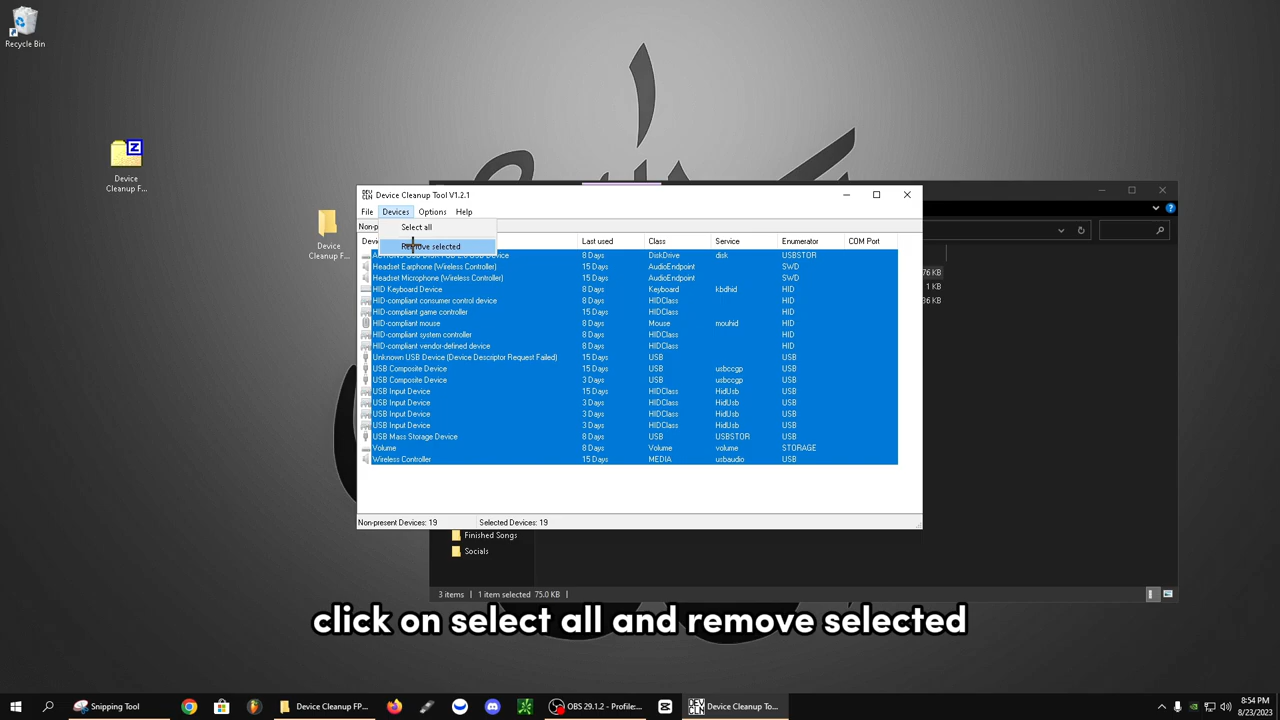 Recycle Bin
Device
Cleanup F...
Device
Cleanup F...
Device Cleanup Tool V1.2.1
File Devices Options Help
Select all
Remove selected
Last used Class Service Enumerator COM Port
8 Days DiskDrive disk USBSTOR
Headset Earphone (Wireless Controller) 15 Days AudioEndpoint SWD
Headset Microphone (Wireless Controller) 15 Days AudioEndpoint SWD
HID Keyboard Device 8 Days Keyboard kbdhid HID
HID-compliant consumer control device 8 Days HIDClass HID
HID-compliant game controller 15 Days HIDClass HID
HID-compliant mouse 8 Days Mouse mouhid HID
HID-compliant system controller 8 Days HIDClass HID
HID-compliant vendor-defined device 8 Days HIDClass HID
Unknown USB Device (Device Descriptor Request Failed) 15 Days USB USB
USB Composite Device 15 Days USB usbccgp USB
USB Composite Device 3 Days USB usbccgp USB
USB Input Device 15 Days HIDClass HidUsb USB
USB Input Device 3 Days HIDClass HidUsb USB
USB Input Device 3 Days HIDClass HidUsb USB
USB Input Device 3 Days HIDClass HidUsb USB
USB Mass Storage Device 8 Days USB USBSTOR USB
Volume 8 Days Volume volume STORAGE
Wireless Controller 15 Days MEDIA usbaudio USB
Non-present Devices: 19 Selected Devices: 19
76 KB
1 KB
36 KB
Finished Songs
Socials
3 items 1 item selected 75.0 KB
click on select all and remove selected
Snipping Tool
Device Cleanup FP...
OBS 29.1.2 - Profile:...
Device Cleanup To...
8:54 PM
8/23/2023